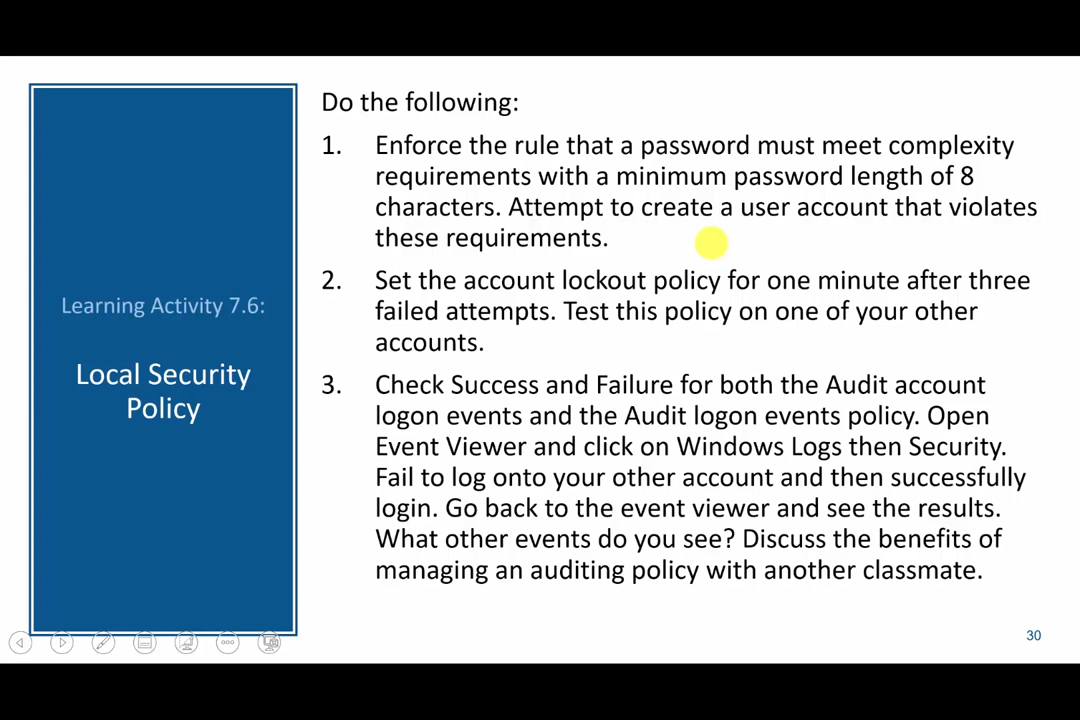 Learning Activity 7.6:
Local Security
Policy
Do the following:
1. Enforce the rule that a password must meet complexity
requirements with a minimum password length of 8
characters. Attempt to create a user account that violates
these requirements.
2. Set the account lockout policy for one minute after three
failed attempts. Test this policy on one of your other
accounts.
3. Check Success and Failure for both the Audit account
logon events and the Audit logon events policy. Open
Event Viewer and click on Windows Logs then Security.
Fail to log onto your other account and then successfully
login. Go back to the event viewer and see the results.
What other events do you see? Discuss the benefits of
managing an auditing policy with another classmate.
30